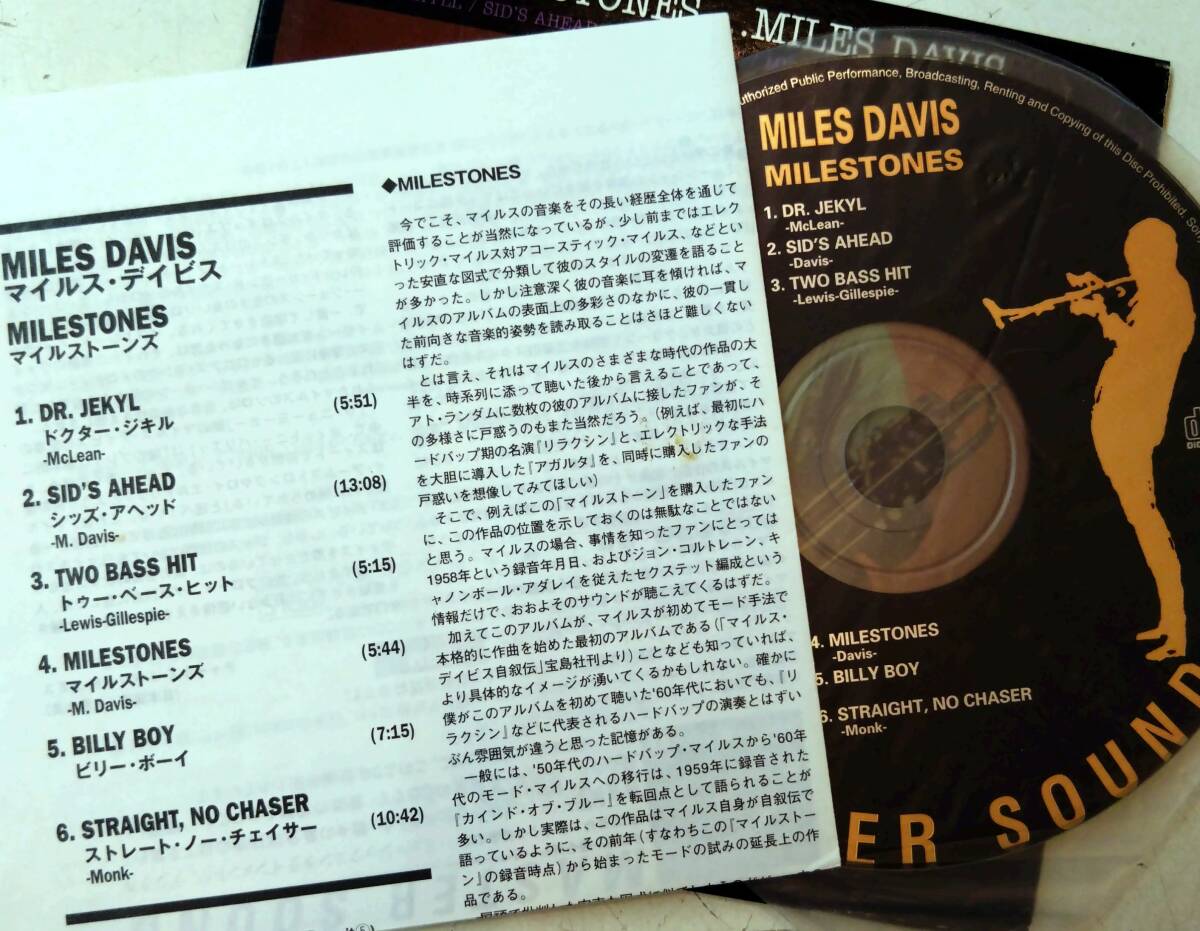 STONES...MILES DAVIS
SID'S AHEAD
MILES DAVIS
マイルス・デイビス
MILESTONES
マイルストーンズ
1. DR. JEKYL (5:51)
ドクター・ジキル
-McLean-
2. SID'S AHEAD (13:08)
シッズ・アヘッド
-M. Davis-
3. TWO BASS HIT (5:15)
トゥー・ベース・ヒット
-Lewis-Gillespie-
4. MILESTONES (5:44)
マイルストーンズ
-M. Davis-
5. BILLY BOY (7:15)
ビリー・ボーイ
6. STRAIGHT, NO CHASER (10:42)
ストレート・ノー・チェイサー
-Monk-
◆MILESTONES
今でこそ、マイルスの音楽をその長い経歴全体を通じて
評価することが当然になっているが、少し前まではエレク
トリック・マイルス対アコースティック・マイルス、などとい
った安直な図式で分類して彼のスタイルの変遷を語ること
が多かった。しかし注意深く彼の音楽に耳を傾ければ、マ
イルスのアルバムの表面上の多彩さのなかに、彼の一貫し
た前向きな音楽的姿勢を読み取ることはさほど難しくない
はずだ。
とは言え、それはマイルスのさまざまな時代の作品の大
半を、時系列に添って聴いた後から言えることであって、
アト・ランダムに数枚の彼のアルバムに接したファンが、そ
の多様さに戸惑うのもまた当然だろう。(例えば、最初にハ
ードバップ期の名演『リラクシン』と、エレクトリックな手法
を大胆に導入した『アガルタ』を、同時に購入したファンの
戸惑いを想像してみてほしい)
そこで、例えばこの「マイルストーン」を購入したファン
に、この作品の位置を示しておくのは無駄なことではない
と思う。マイルスの場合、事情を知ったファンにとっては
1958年という録音年月日、およびジョン・コルトレーン、キ
ャノンボール・アダレイを従えたセクステット編成という
情報だけで、おおよそのサウンドが聴こえてくるはずだ。
加えてこのアルバムが、マイルスが初めてモード手法で
本格的に作曲を始めた最初のアルバムである(「マイルス・
デイビス自叙伝」宝島社刊より)ことなども知っていれば、
より具体的なイメージが湧いてくるかもしれない。確かに
僕がこのアルバムを初めて聴いた'60年代においても、『リ
ラクシン』などに代表されるハードバップの演奏とはずい
ぶん雰囲気が違うと思った記憶がある。
一般には、'50年代のハードバップ・マイルスから'60年
代のモード・マイルスへの移行は、1959年に録音された
『カインド・オブ・ブルー』を転回点として語られることが
多い。しかし実際は、この作品はマイルス自身が自叙伝で
語っているように、その前年(すなわちこの『マイルストー
ン』の録音時点)から始まったモードの試みの延長上の作
品である。
uthorized Public Performance, Broadcasting, Renting and Copying of this Disc Prohibited.
MILES DAVIS
MILESTONES
1. DR. JEKYL
-McLean-
2. SID'S AHEAD
-Davis-
3. TWO BASS HIT
-Lewis-Gillespie-
4. MILESTONES
-Davis-
5. BILLY BOY
6. STRAIGHT, NO CHASER
-Monk-
ER SOUND